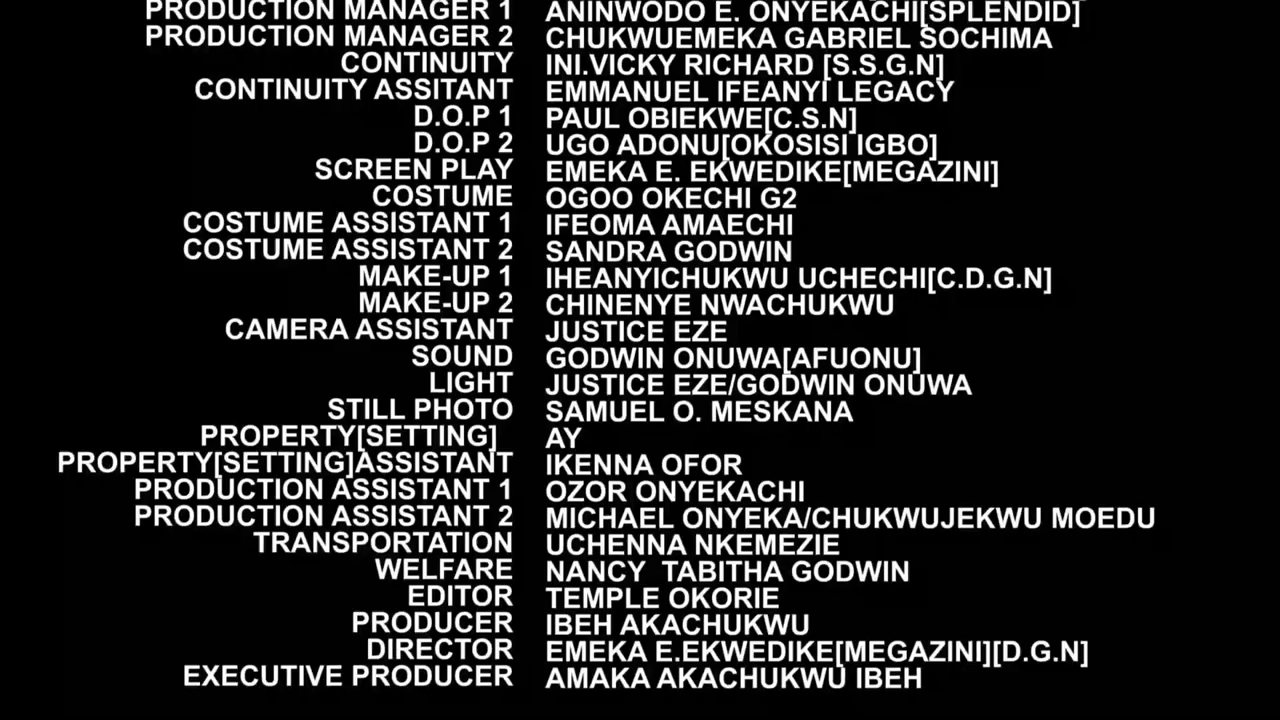 PRODUCTION MANAGER 1 ANINWODO E. ONYEKACHI[SPLENDID]
PRODUCTION MANAGER 2 CHUKWUEMEKA GABRIEL SOCHIMA
CONTINUITY INI.VICKY RICHARD [S.S.G.N]
CONTINUITY ASSITANT EMMANUEL IFEANYI LEGACY
D.O.P 1 PAUL OBIEKWE[C.S.N]
D.O.P 2 UGO ADONU[OKOSISI IGBO]
SCREEN PLAY EMEKA E. EKWEDIKE[MEGAZINI]
COSTUME OGOO OKECHI G2
COSTUME ASSISTANT 1 IFEOMA AMAECHI
COSTUME ASSISTANT 2 SANDRA GODWIN
MAKE-UP 1 IHEANYICHUKWU UCHECHI[C.D.G.N]
MAKE-UP 2 CHINENYE NWACHUKWU
CAMERA ASSISTANT JUSTICE EZE
SOUND GODWIN ONUWA[AFUONU]
LIGHT JUSTICE EZE/GODWIN ONUWA
STILL PHOTO SAMUEL O. MESKANA
PROPERTY[SETTING] AY
PROPERTY[SETTING]ASSISTANT IKENNA OFOR
PRODUCTION ASSISTANT 1 OZOR ONYEKACHI
PRODUCTION ASSISTANT 2 MICHAEL ONYEKA/CHUKWUJEKWU MOEDU
TRANSPORTATION UCHENNA NKEMEZIE
WELFARE NANCY  TABITHA GODWIN
EDITOR TEMPLE OKORIE
PRODUCER IBEH AKACHUKWU
DIRECTOR EMEKA E.EKWEDIKE[MEGAZINI][D.G.N]
EXECUTIVE PRODUCER AMAKA AKACHUKWU IBEH